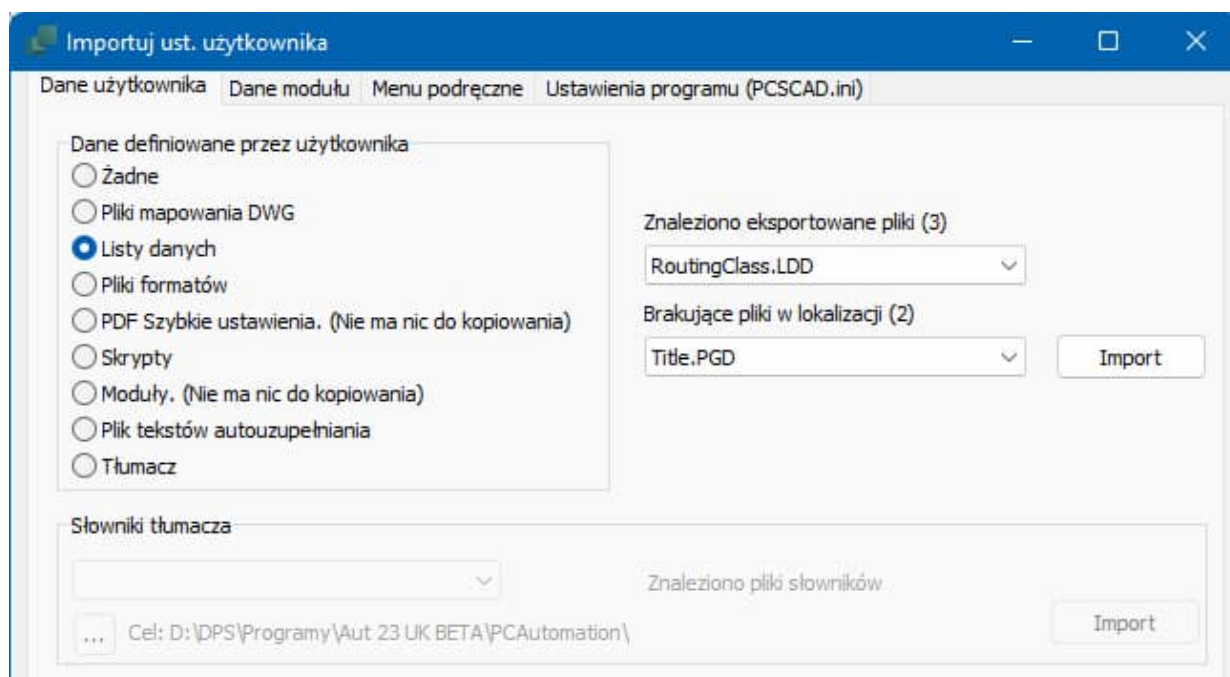 Importuj ust. użytkownika
Dane użytkownika Dane modułu Menu podręczne Ustawienia programu (PCSCAD.ini)
Dane definiowane przez użytkownika
Żadne
Pliki mapowania DWG
Listy danych
Pliki formatów
PDF Szybkie ustawienia. (Nie ma nic do kopiowania)
Skrypty
Moduły. (Nie ma nic do kopiowania)
Plik tekstów autouzupełniania
Tłumacz
Znaleziono eksportowane pliki (3)
RoutingClass.LDD
Brakujące pliki w lokalizacji (2)
Title.PGD
Import
Słowniki tłumacza
Znaleziono pliki słowników
... Cel: D:\DPS\Programy\Aut 23 UK BETA\PCAutomation\
Import